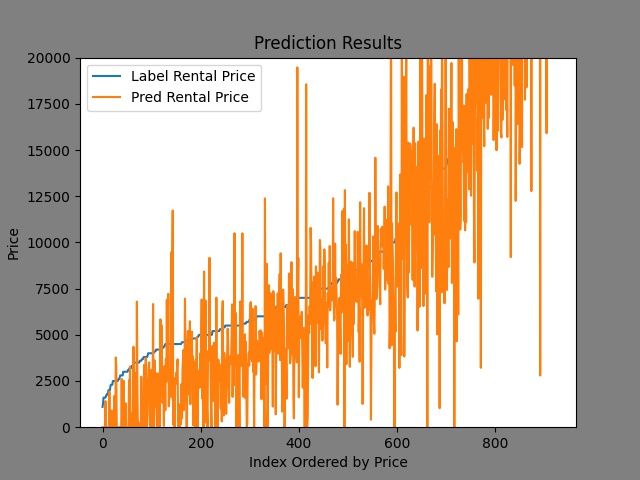 Prediction Results
Label Rental Price
Pred Rental Price
20000
17500
15000
12500
10000
7500
5000
2500
0
Price
0 200 400 600 800
Index Ordered by Price